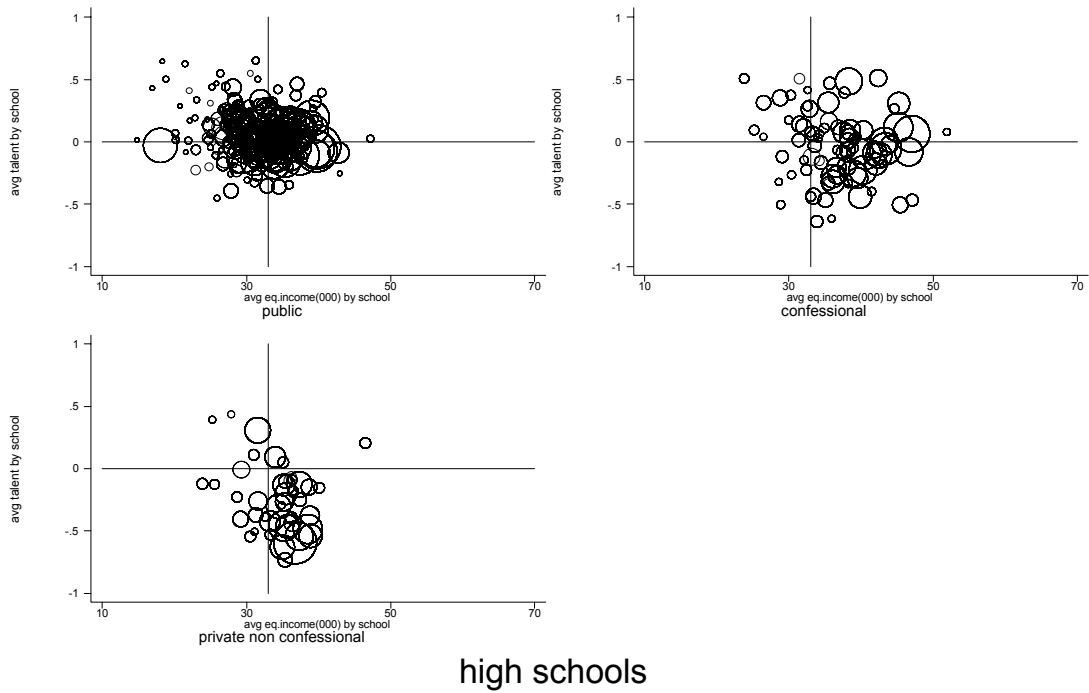 1
.5
0
-.5
-1
avg talent by school
10 30 50 70
avg eq.income(000) by school
public
1
.5
0
-.5
-1
avg talent by school
10 30 50 70
avg eq.income(000) by school
confessional
1
.5
0
-.5
-1
avg talent by school
10 30 50 70
avg eq.income(000) by school
private non confessional
high schools